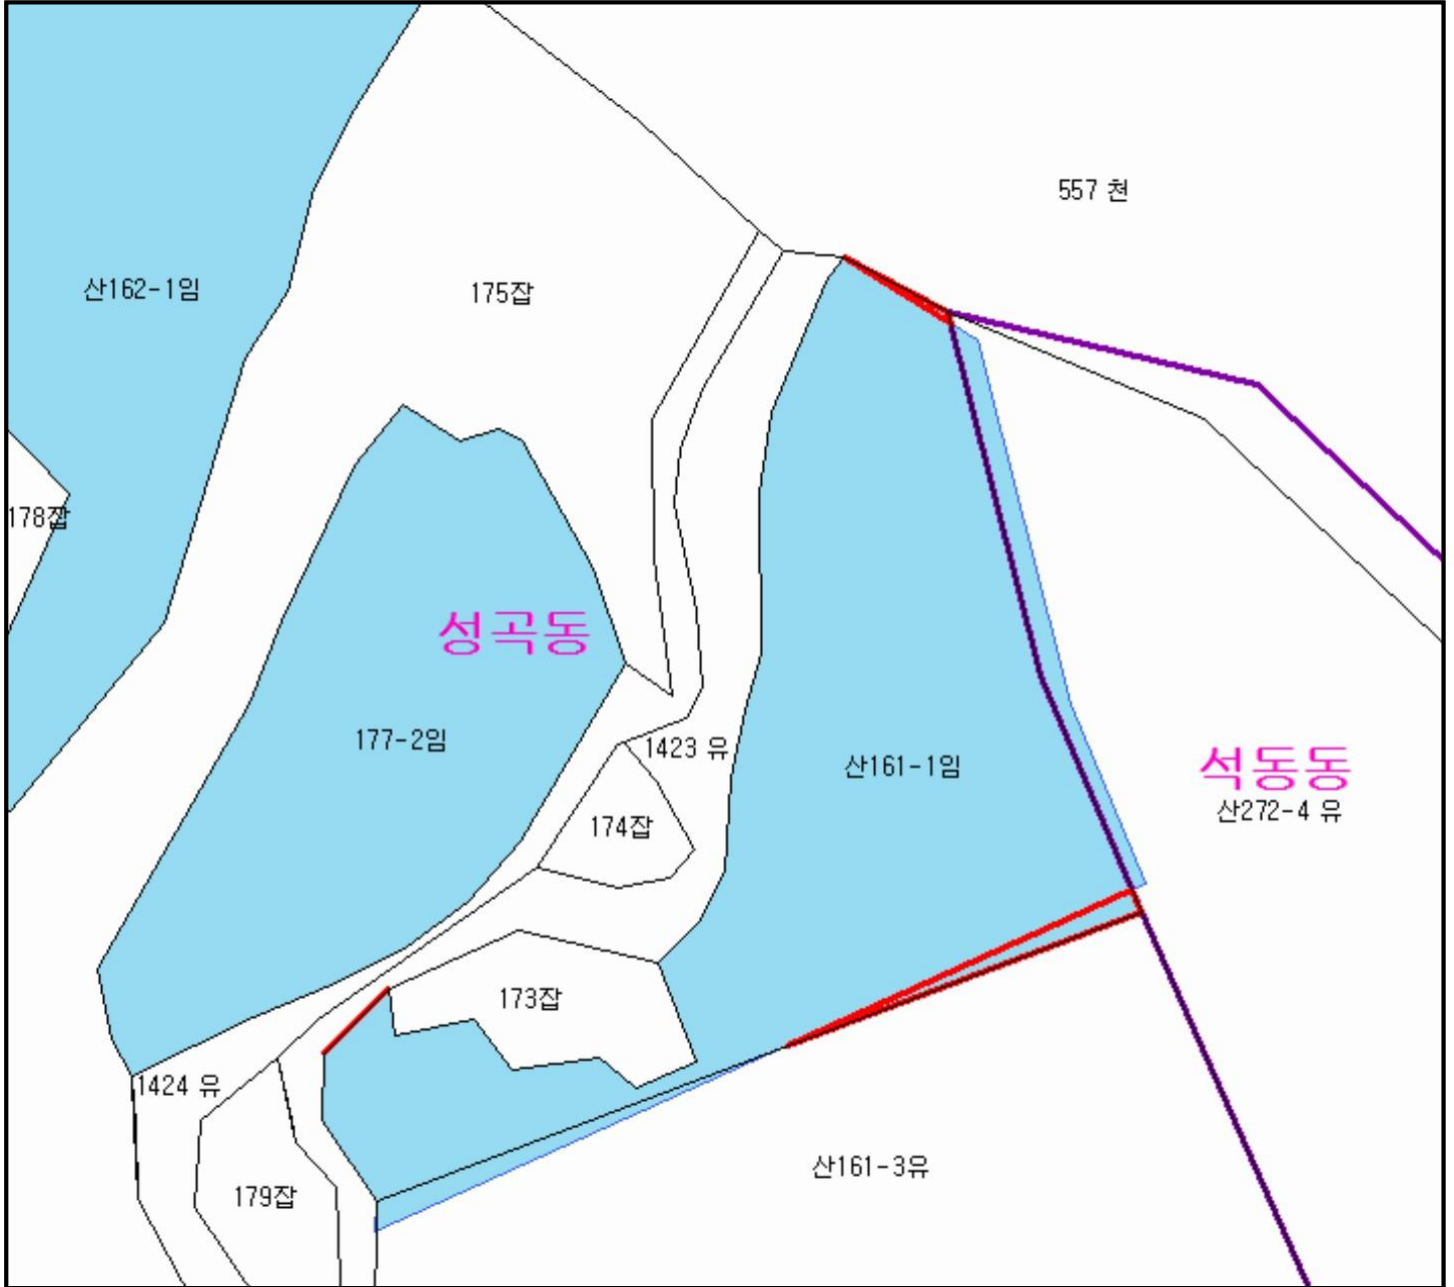 557 천
산162-1임
175잡
178잡
성곡동
177-2임
1423 유
산161-1임
석동동
산272-4 유
174잡
173잡
1424 유
산161-3유
179잡